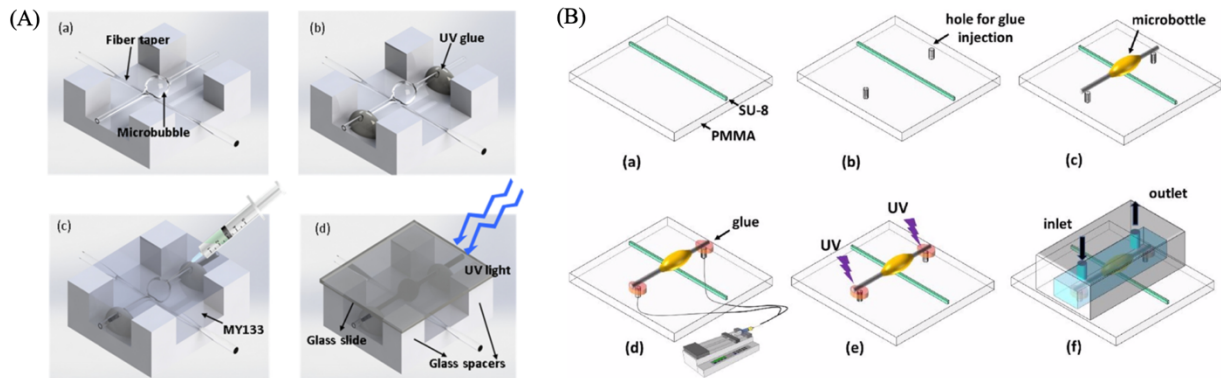 (A)
(a)
Fiber taper
Microbubble
(b)
UV glue
(c)
MY133
(d)
UV light
Glass slide
Glass spacers
(B)
SU-8
PMMA
(a)
hole for glue
injection
(b)
microbottle
(c)
glue
(d)
UV
UV
(e)
inlet
outlet
(f)